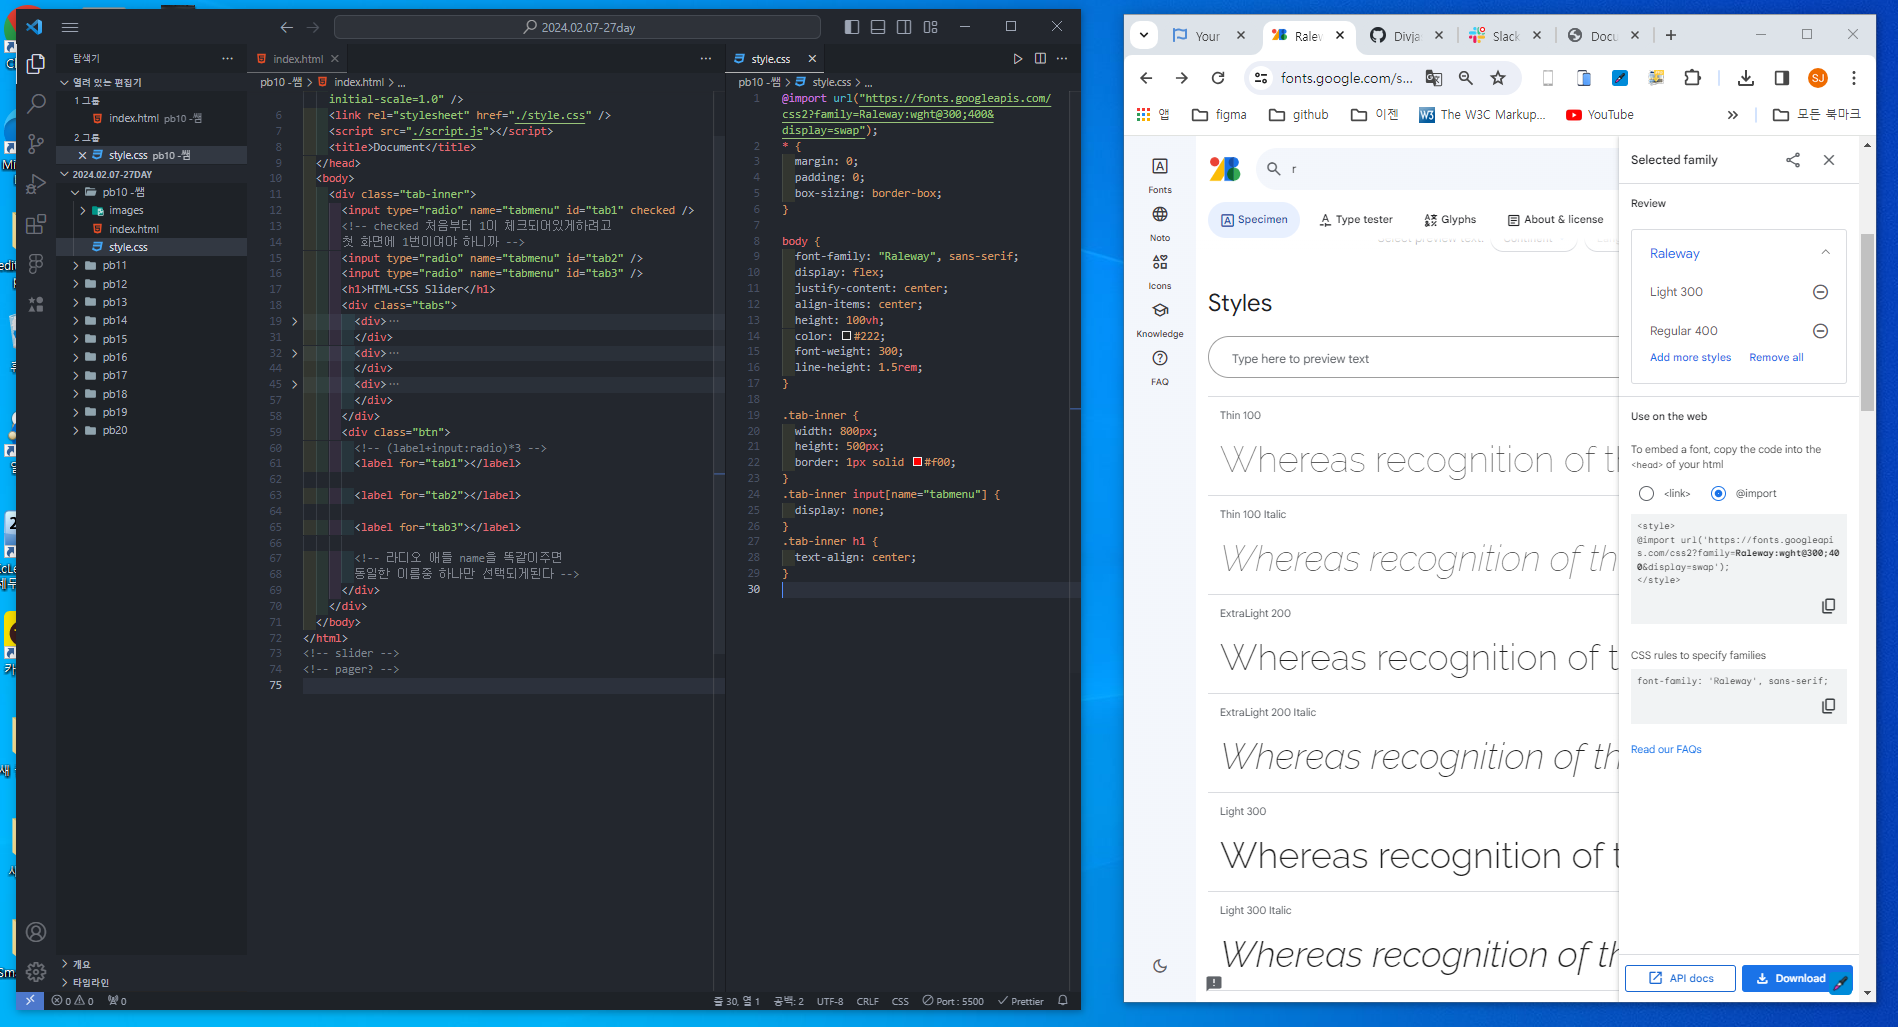 2024.02.07-27day
탐색기
열려 있는 편집기
1 그룹
index.html pb10 -쌤
2 그룹
style.css pb10 -쌤
2024.02.07-27DAY
pb10 -쌤
images
index.html
style.css
pb11
pb12
pb13
pb14
pb15
pb16
pb17
pb18
pb19
pb20
개요
타임라인
index.html
pb10 -쌤 > index.html > ...
initial-scale=1.0" />
6 <link rel="stylesheet" href="./style.css" />
7 <script src="./script.js"></script>
8 <title>Document</title>
9 </head>
10 <body>
11 <div class="tab-inner">
12 <input type="radio" name="tabmenu" id="tab1" checked />
13 <!-- checked 처음부터 1이 체크되어있게하려고
14 첫 화면에 1번이여야 하니까 -->
15 <input type="radio" name="tabmenu" id="tab2" />
16 <input type="radio" name="tabmenu" id="tab3" />
17 <h1>HTML+CSS Slider</h1>
18 <div class="tabs">
19 <div>···
31 </div>
32 <div>···
44 </div>
45 <div>···
57 </div>
58 </div>
59 <div class="btn">
60 <!-- (label+input:radio)*3 -->
61 <label for="tab1"></label>
62
63 <label for="tab2"></label>
64
65 <label for="tab3"></label>
66
67 <!-- 라디오 애들 name을 똑같이주면
68 동일한 이름중 하나만 선택되게된다 -->
69 </div>
70 </div>
71 </body>
72 </html>
73 <!-- slider -->
74 <!-- pager? -->
75
style.css
pb10 -쌤 > style.css > ...
1 @import url("https://fonts.googleapis.com/
css2?family=Raleway:wght@300;400&
display=swap");
2 * {
3 margin: 0;
4 padding: 0;
5 box-sizing: border-box;
6 }
7
8 body {
9 font-family: "Raleway", sans-serif;
10 display: flex;
11 justify-content: center;
12 align-items: center;
13 height: 100vh;
14 color: #222;
15 font-weight: 300;
16 line-height: 1.5rem;
17 }
18
19 .tab-inner {
20 width: 800px;
21 height: 500px;
22 border: 1px solid #f00;
23 }
24 .tab-inner input[name="tabmenu"] {
25 display: none;
26 }
27 .tab-inner h1 {
28 text-align: center;
29 }
30
0 0 0
줄 30, 열 1 공백: 2 UTF-8 CRLF CSS Port : 5500 Prettier
Your Ralew Divja Slack Docu
fonts.google.com/s...
SJ
앱 figma github 이젠 The W3C Markup... YouTube » 모든 북마크
Fonts
Noto
Icons
Knowledge
FAQ
r
Specimen Type tester Glyphs About & license
Styles
Type here to preview text
Thin 100
Whereas recognition of th
Thin 100 Italic
Whereas recognition of th
ExtraLight 200
Whereas recognition of t
ExtraLight 200 Italic
Whereas recognition of th
Light 300
Whereas recognition of t
Light 300 Italic
Whereas recognition of th
Selected family
Review
Raleway
Light 300
Regular 400
Add more styles Remove all
Use on the web
To embed a font, copy the code into the
<head> of your html
<link> @import
<style>
@import url('https://fonts.googleapi
s.com/css2?family=Raleway:wght@300;40
0&display=swap');
</style>
CSS rules to specify families
font-family: 'Raleway', sans-serif;
Read our FAQs
API docs Download